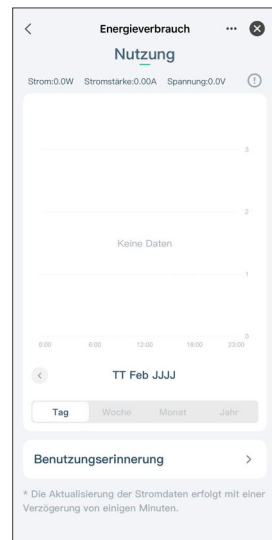 Energieverbrauch
Nutzung
Strom:0.0W Stromstärke:0.00A Spannung:0.0V
3
2
Keine Daten
1
0
0:00 6:00 12:00 18:00 23:00
TT Feb JJJJ
Tag Woche Monat Jahr
Benutzungserinnerung
* Die Aktualisierung der Stromdaten erfolgt mit einer
Verzögerung von einigen Minuten.